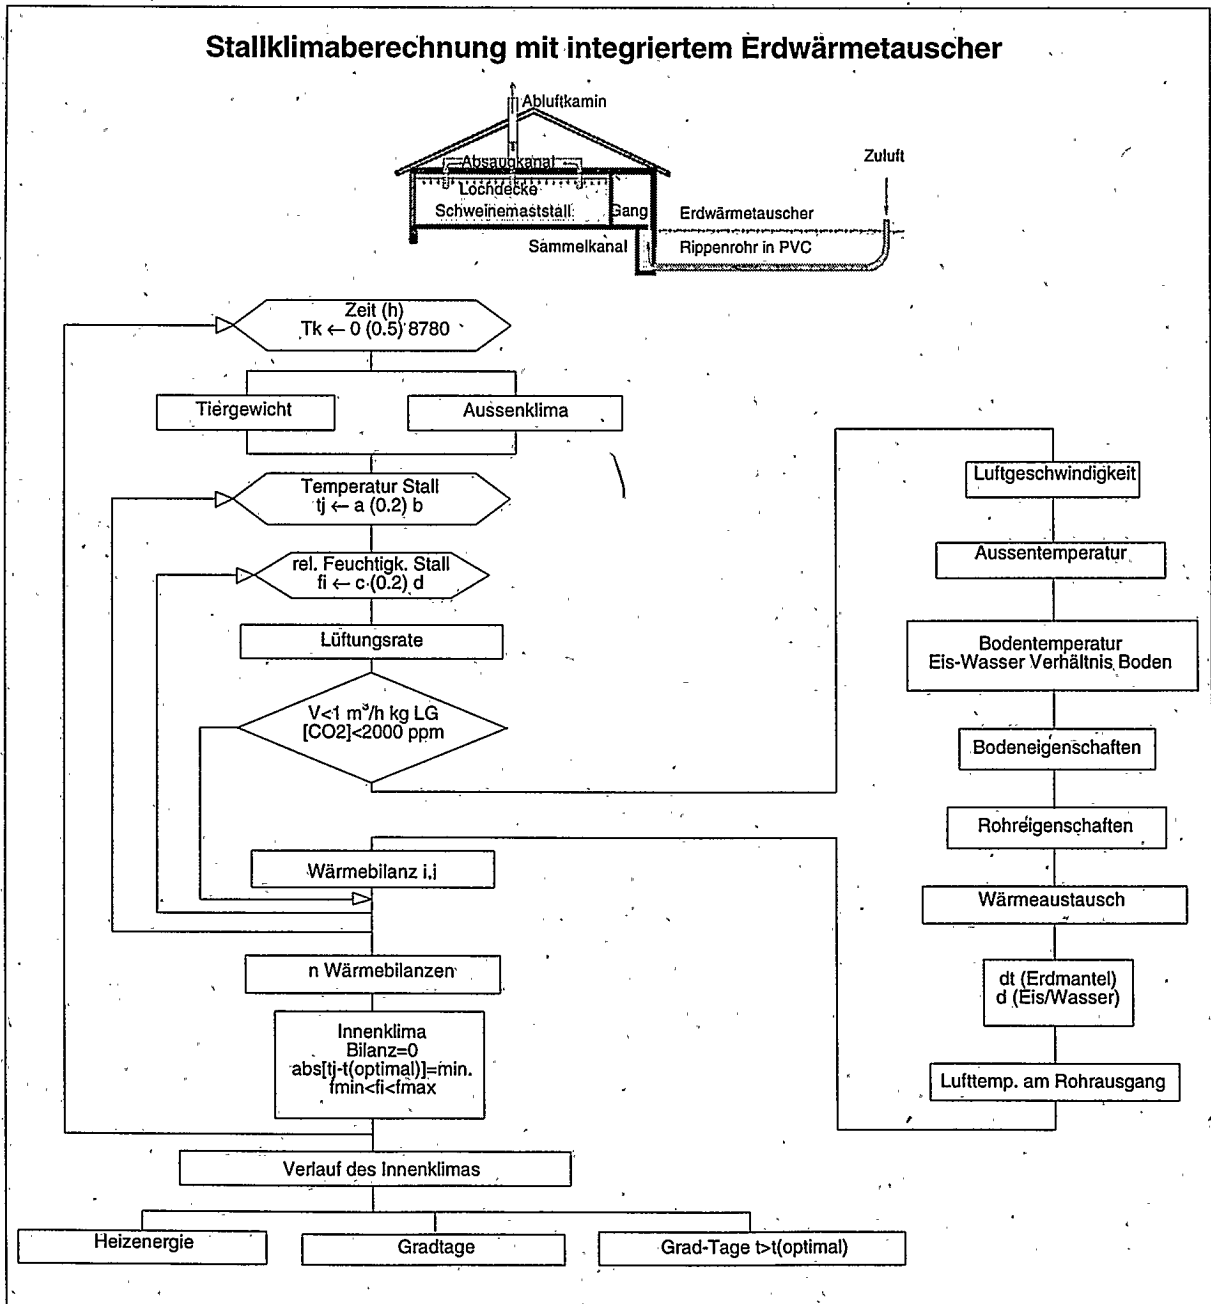 Stallklimaberechnung mit integriertem Erdwärmetauscher
Abluftkamin
Zuluft
Absaugkanal
Lochdecke
Schweinemaststall
Gang
Erdwärmetauscher
Sammelkanal
Rippenrohr in PVC
Zeit (h)
Tk ← 0 (0.5) 8780
Tiergewicht
Aussenklima
Temperatur Stall
tj ← a (0.2) b
rel. Feuchtigk. Stall
fi ← c (0.2) d
Lüftungsrate
V<1 m³/h kg LG
[CO2]<2000 ppm
Luftgeschwindigkeit
Aussentemperatur
Bodentemperatur
Eis-Wasser Verhältnis Boden
Bodeneigenschaften
Rohreigenschaften
Wärmeaustausch
dt (Erdmantel)
d (Eis/Wasser)
Lufttemp. am Rohrausgang
Wärmebilanz i,j
n Wärmebilanzen
Innenklima
Bilanz=0
abs[tj-t(optimal)]=min.
fmin<fi<fmax
Verlauf des Innenklimas
Heizenergie
Gradtage
Grad-Tage t>t(optimal)